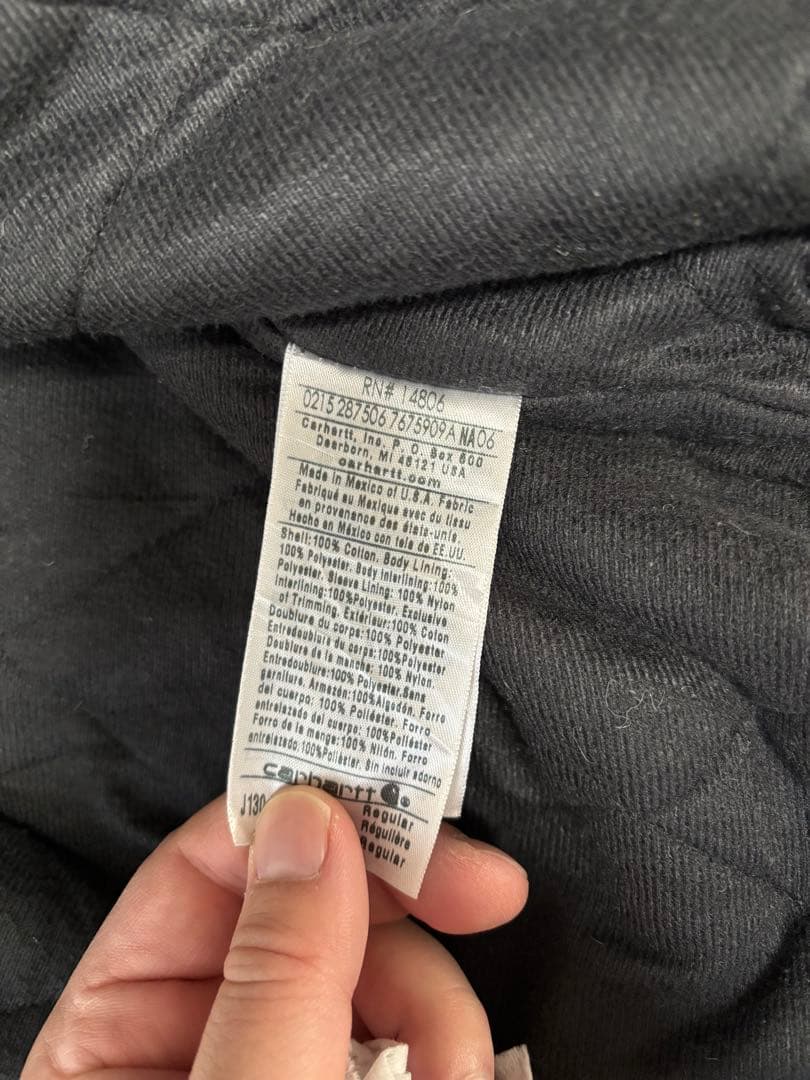 RN# 14806
0215 287506 7675909A NA06
Carhartt, Inc. P. O. Box 600
Dearborn, MI 48121 USA
carhartt.com
Made in Mexico of U.S.A. Fabric
Fabriqué au Mexique avec du tissu
en provenance des états-unis.
Hecho en México con tela de EE.UU.
Shell:100% Cotton. Body Lining:
100% Polyester. Body Interlining:100%
Polyester. Sleeve Lining: 100% Nylon
Interlining:100%Polyester. Exclusive
of Trimming. Extérieur:100% Coton
Doublure du corps:100% Polyester
Entredoublure du corps:100%Polyester
Doublure de la manche: 100% Nylon.
Entredoublure:100% Polyester.Sans
garniture. Armazón:100%Algodón. Forro
del cuerpo: 100% Poliéster. Forro
entrelazado del cuerpo: 100%Poliéster
Forro de la manga:100% Nilón. Forro
entrelazado:100%Poliéster. Sin incluir adorno
carhartt
J130
Regular
Régulière
Regular